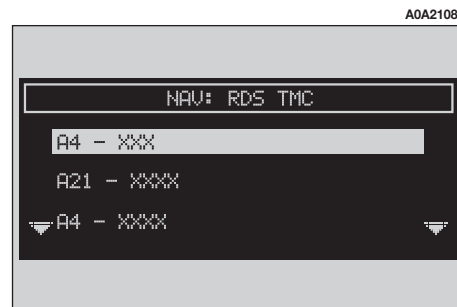 A0A2108
NAV: RDS TMC
A4 - XXX
A21 - XXXX
A4 - XXXX